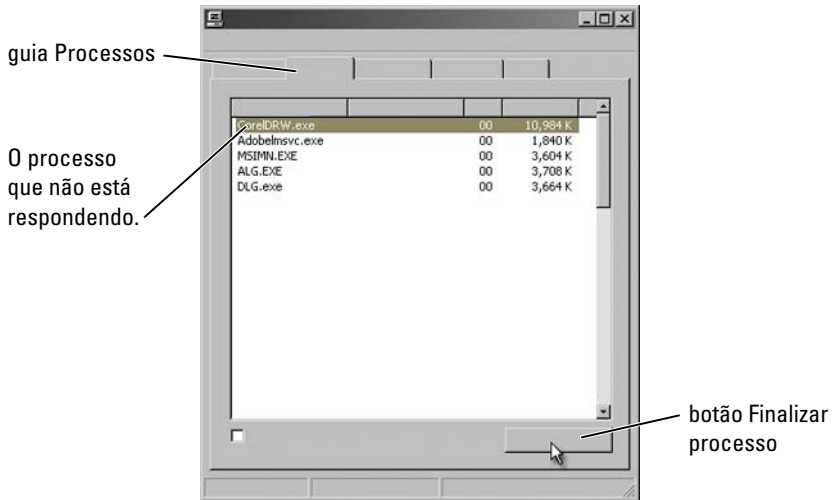 guia Processos
CorelDRW.exe 00 10,984 K
Adobelmsvc.exe 00 1,840 K
MSIMN.EXE 00 3,604 K
ALG.EXE 00 3,708 K
DLG.exe 00 3,664 K
O processo
que não está
respondendo.
botão Finalizar
processo